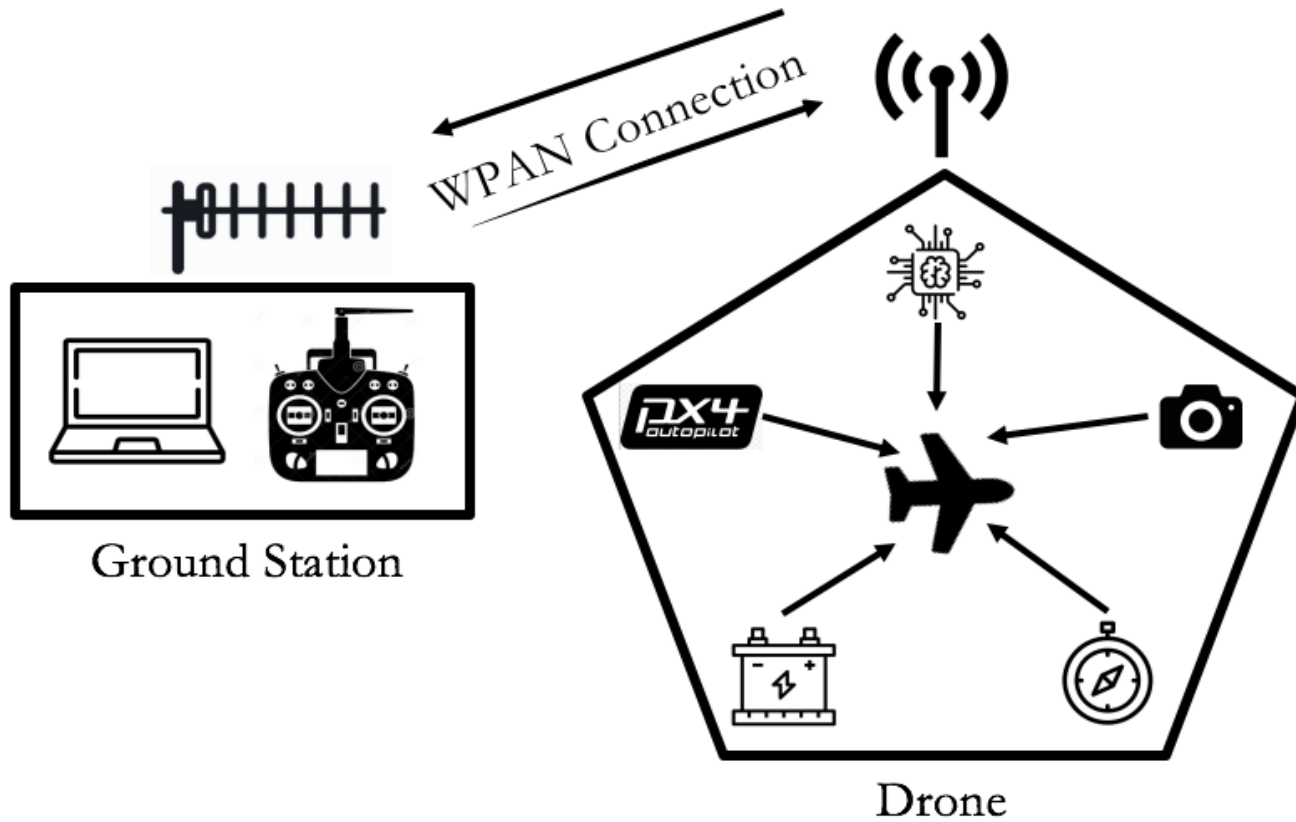 WPAN Connection
px4
autopilot
Ground Station
- +
Drone